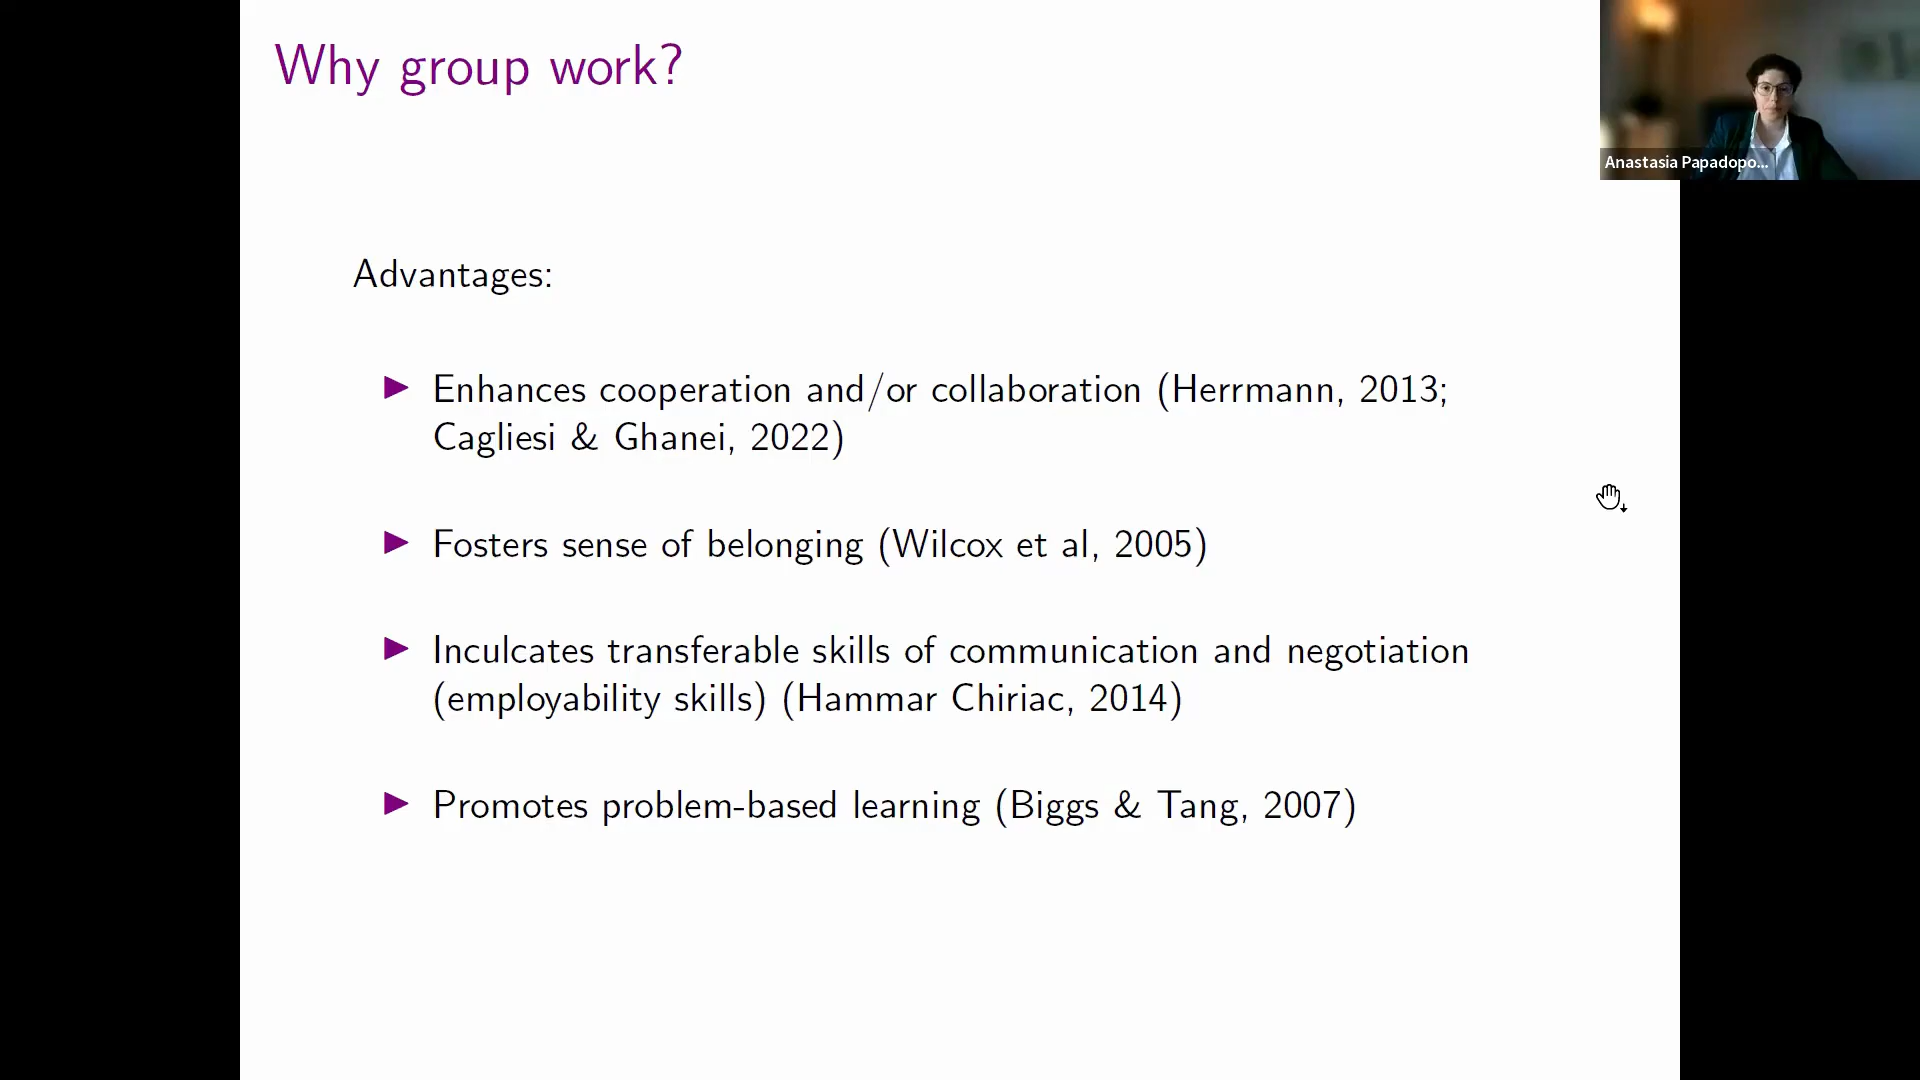 Why group work?
Anastasia Papadopo...
Advantages:
▶ Enhances cooperation and/or collaboration (Herrmann, 2013;
Cagliesi & Ghanei, 2022)
▶ Fosters sense of belonging (Wilcox et al, 2005)
▶ Inculcates transferable skills of communication and negotiation
(employability skills) (Hammar Chiriac, 2014)
▶ Promotes problem-based learning (Biggs & Tang, 2007)